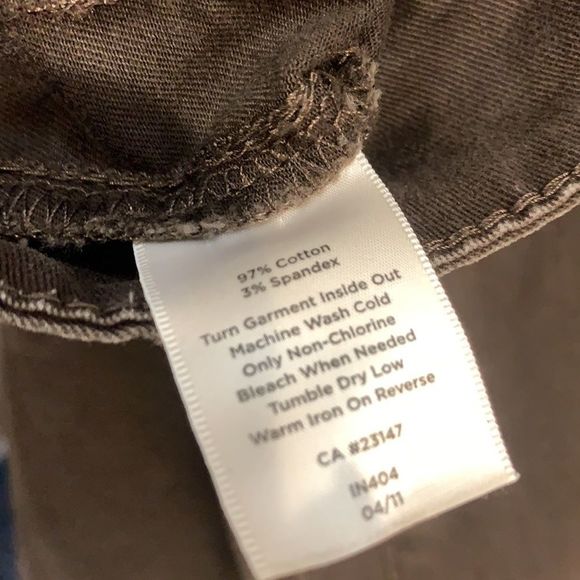 97% Cotton
3% Spandex
Turn Garment Inside Out
Machine Wash Cold
Only Non-Chlorine
Bleach When Needed
Tumble Dry Low
Warm Iron On Reverse
CA #23147
IN404
04/11